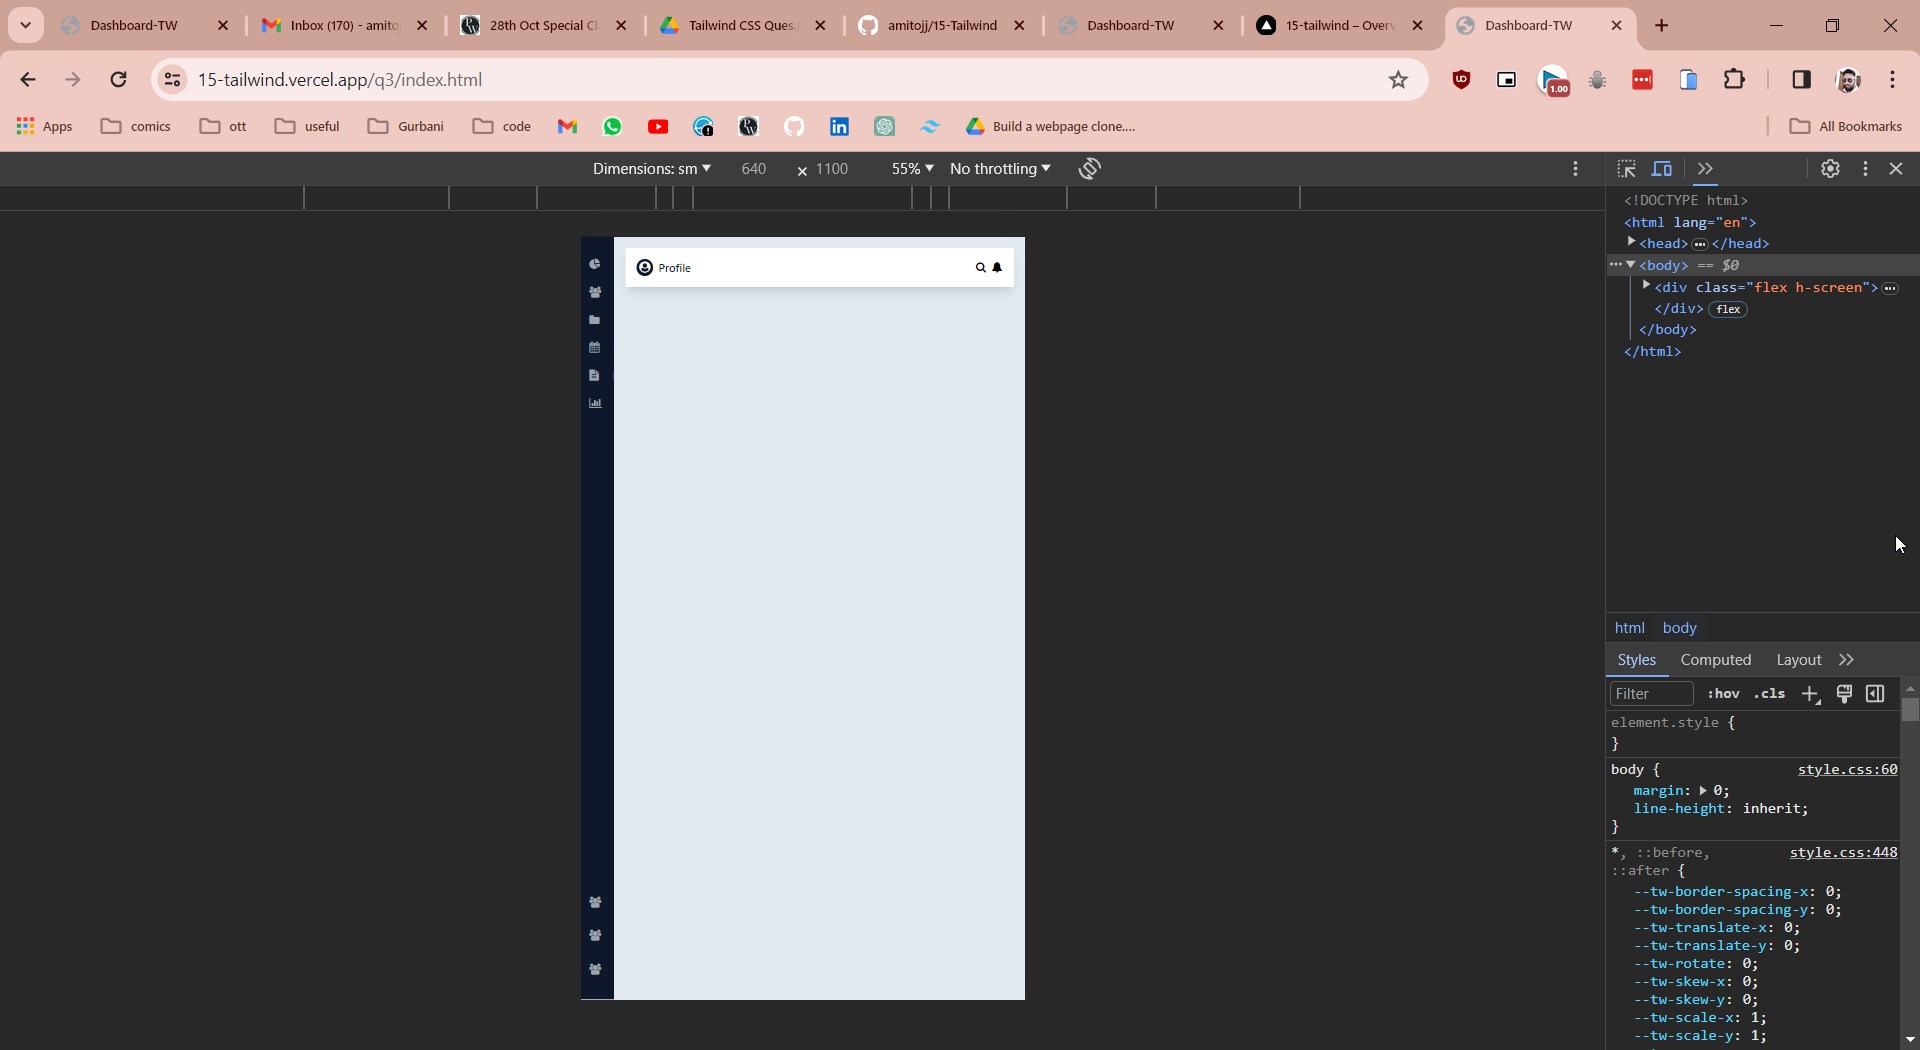 Dashboard-TW
Inbox (170) - amito
28th Oct Special Cl
Tailwind CSS Ques
amitojj/15-Tailwind
Dashboard-TW
15-tailwind – Overv
Dashboard-TW
15-tailwind.vercel.app/q3/index.html
1.00
Apps
comics
ott
useful
Gurbani
code
Build a webpage clone....
All Bookmarks
Dimensions: sm
640
× 1100
55%
No throttling
Profile
<!DOCTYPE html>
<html lang="en">
<head> ••• </head>
••• <body> == $0
<div class="flex h-screen"> •••
</div> flex
</body>
</html>
html body
Styles Computed Layout
Filter :hov .cls
element.style {
}
body { style.css:60
margin: 0;
line-height: inherit;
}
*, ::before, style.css:448
::after {
--tw-border-spacing-x: 0;
--tw-border-spacing-y: 0;
--tw-translate-x: 0;
--tw-translate-y: 0;
--tw-rotate: 0;
--tw-skew-x: 0;
--tw-skew-y: 0;
--tw-scale-x: 1;
--tw-scale-y: 1;